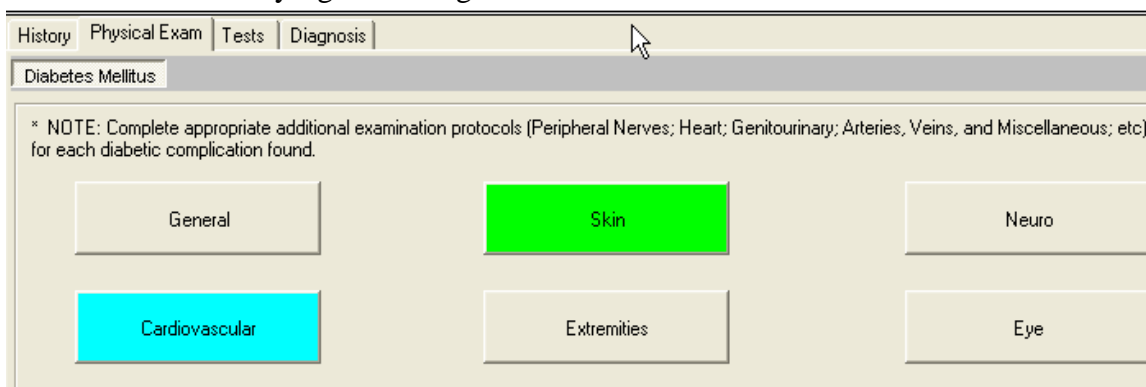 History Physical Exam Tests Diagnosis
Diabetes Mellitus
* NOTE: Complete appropriate additional examination protocols (Peripheral Nerves; Heart; Genitourinary; Arteries, Veins, and Miscellaneous; etc)
for each diabetic complication found.
General Skin Neuro
Cardiovascular Extremities Eye